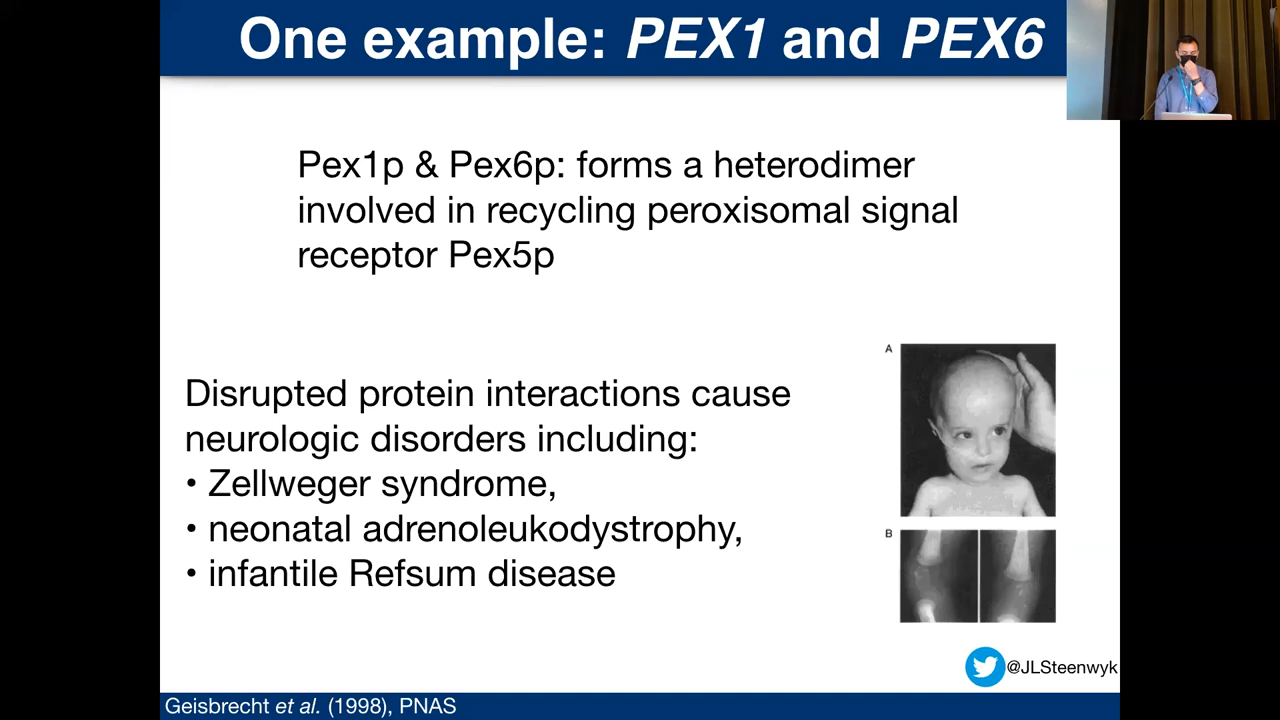 One example: PEX1 and PEX6
Pex1p & Pex6p: forms a heterodimer
involved in recycling peroxisomal signal
receptor Pex5p
Disrupted protein interactions cause
neurologic disorders including:
• Zellweger syndrome,
• neonatal adrenoleukodystrophy,
• infantile Refsum disease
A
B
@JLSteenwyk
Geisbrecht et al. (1998), PNAS